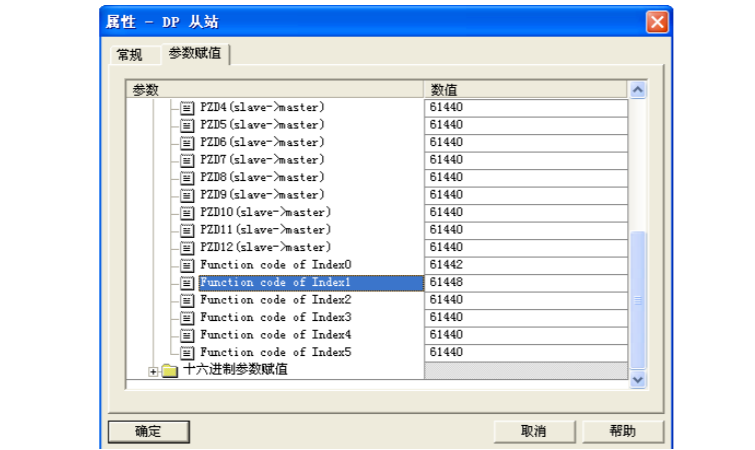 属性 - DP 从站
常规 参数赋值
参数 数值
PZD4(slave->master) 61440
PZD5(slave->master) 61440
PZD6(slave->master) 61440
PZD7(slave->master) 61440
PZD8(slave->master) 61440
PZD9(slave->master) 61440
PZD10(slave->master) 61440
PZD11(slave->master) 61440
PZD12(slave->master) 61440
Function code of Index0 61442
Function code of Index1 61448
Function code of Index2 61440
Function code of Index3 61440
Function code of Index4 61440
Function code of Index5 61440
十六进制参数赋值
确定 取消 帮助